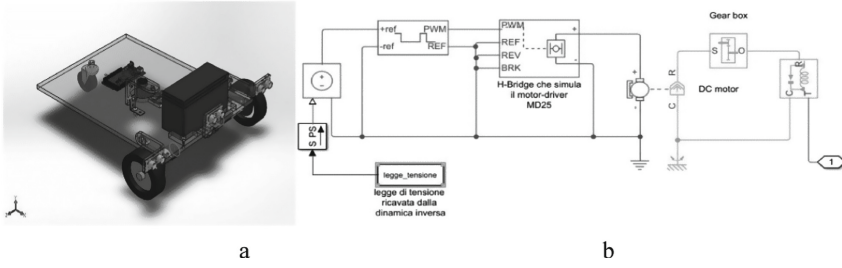 +ref
-ref
PWM
REF
PWM
REF
REV
BRK
+
-
H-Bridge che simula
il motor-driver
MD25
S PS
legge_tensione
legge di tensione
ricavata dalla
dinamica inversa
+
-
C
R
DC motor
Gear box
S
O
R
C
T
1
a
b